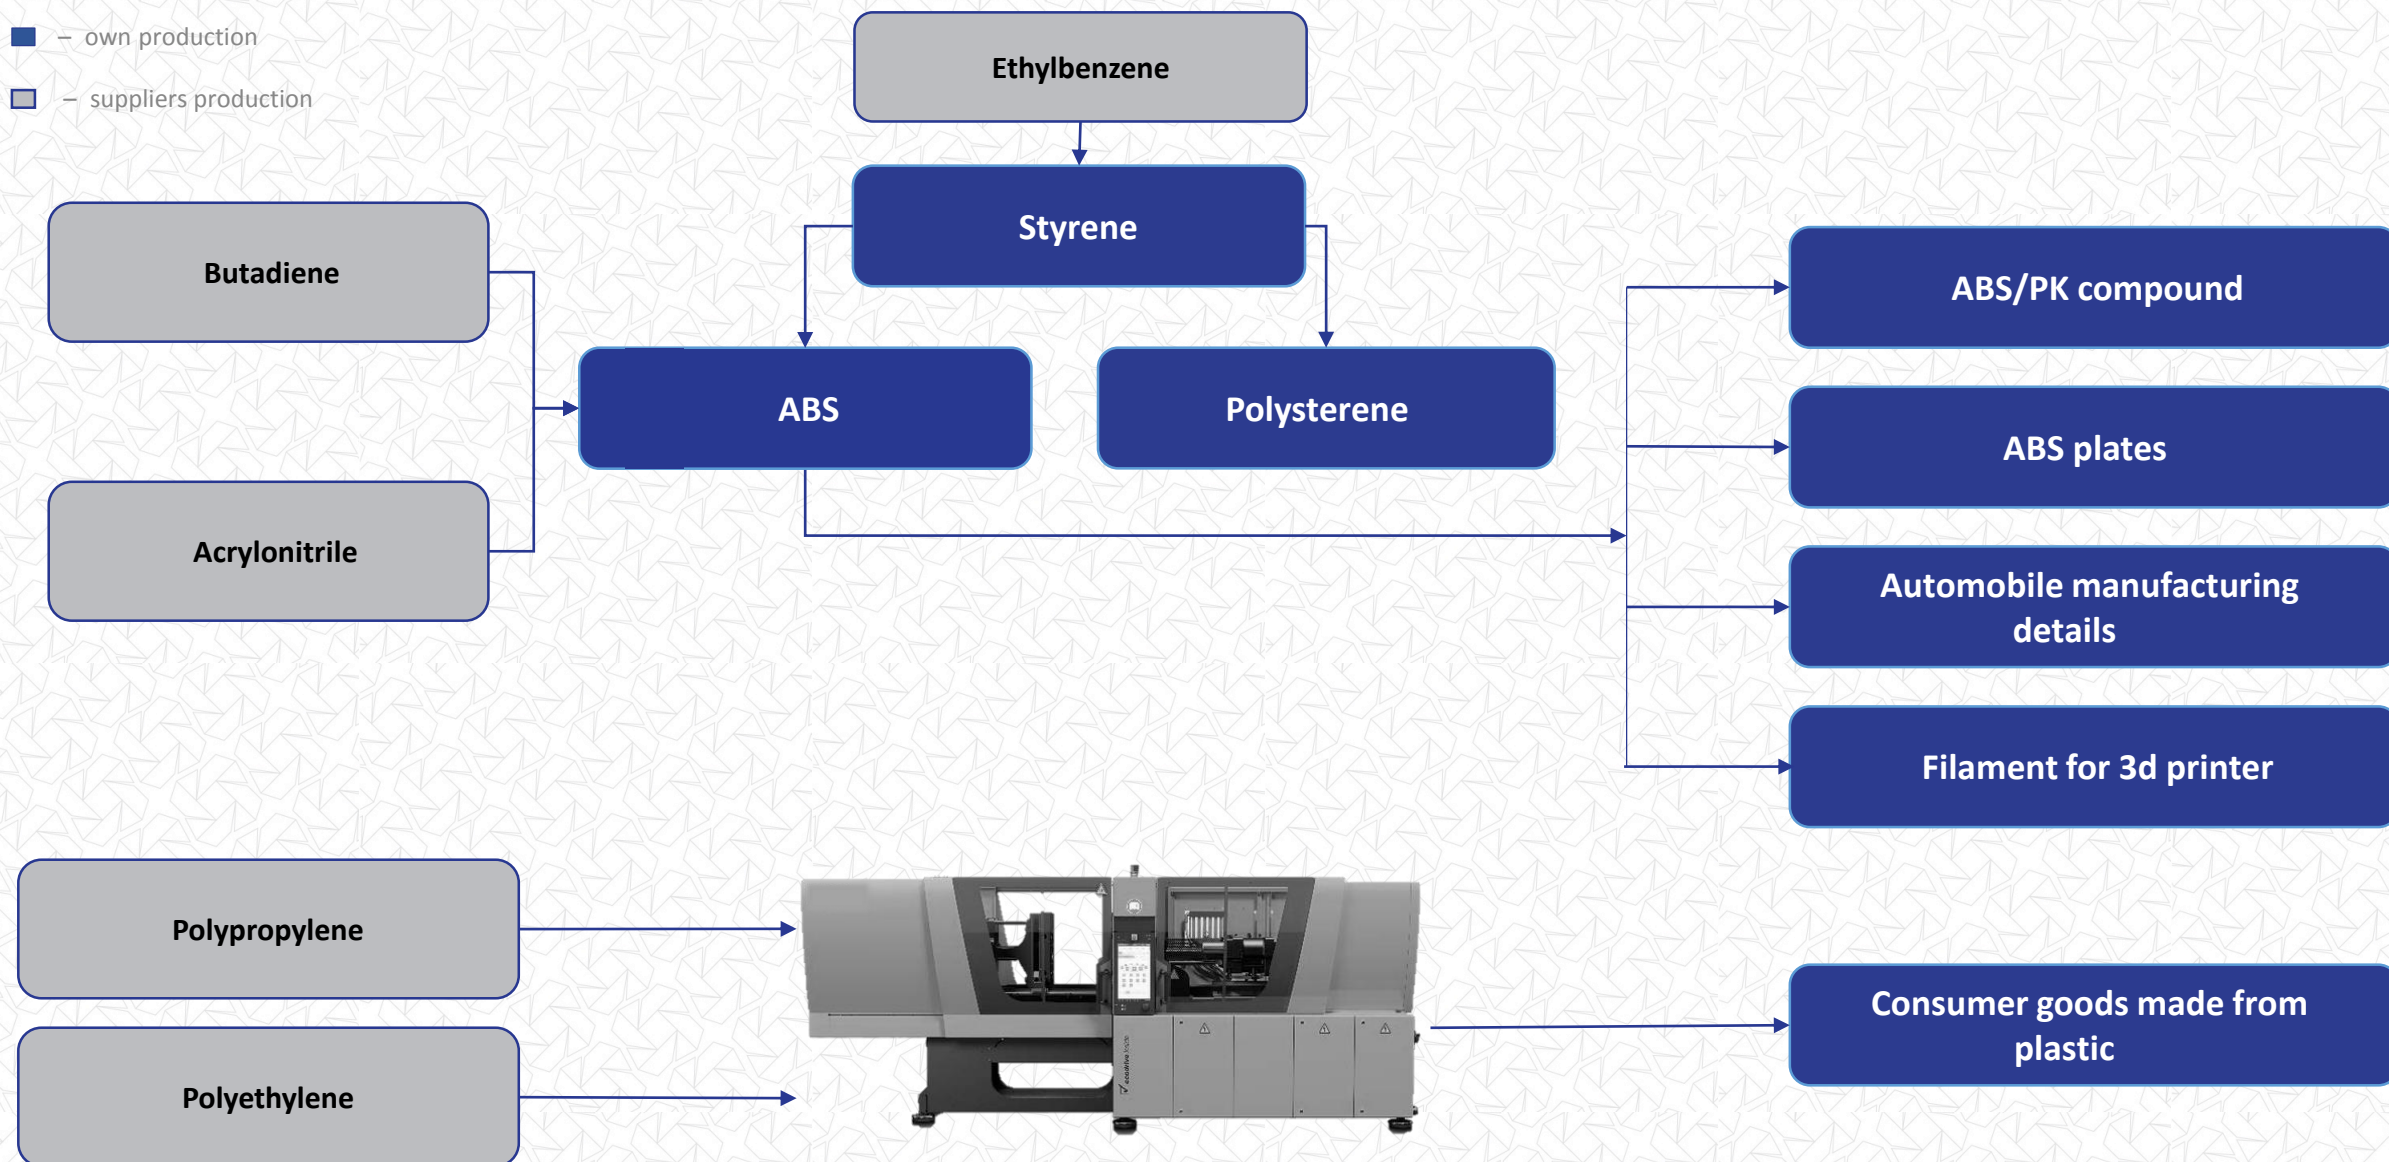 – own production
– suppliers production
Ethylbenzene
Styrene
Butadiene
ABS/PK compound
ABS
Polysterene
ABS plates
Acrylonitrile
Automobile manufacturing
details
Filament for 3d printer
Polypropylene
Consumer goods made from
plastic
Polyethylene